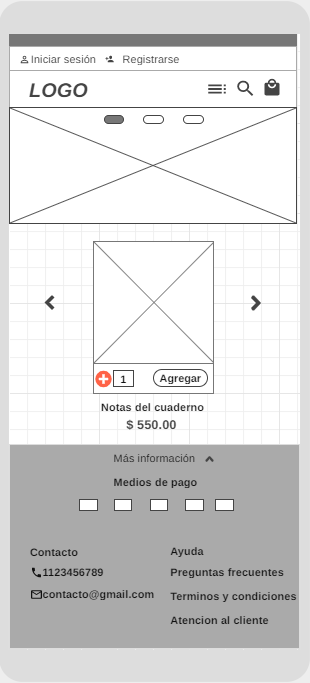 Iniciar sesión Registrarse
LOGO
1 Agregar
Notas del cuaderno
$ 550.00
Más información
Medios de pago
Contacto
1123456789
contacto@gmail.com
Ayuda
Preguntas frecuentes
Terminos y condiciones
Atencion al cliente